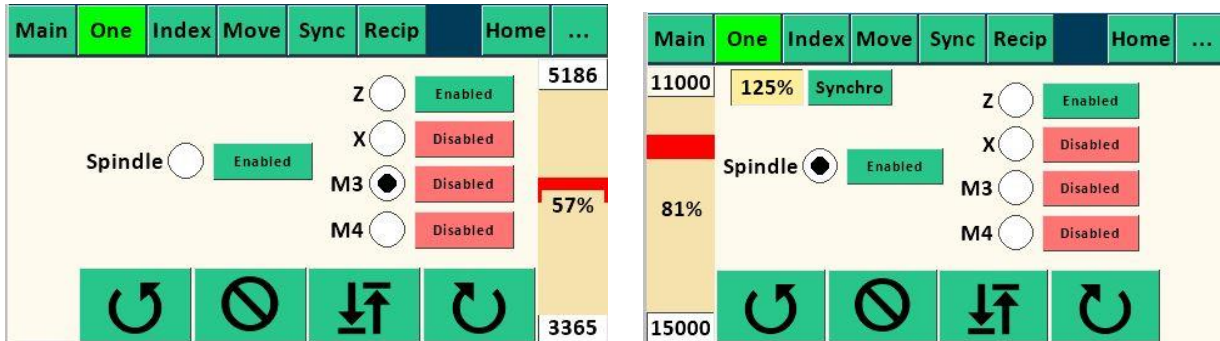 Main One Index Move Sync Recip Home ...
5186
Z Enabled
X Disabled
Spindle Enabled
M3 Disabled
57%
M4 Disabled
3365
Main One Index Move Sync Recip Home ...
11000 125% Synchro
Z Enabled
X Disabled
Spindle Enabled
M3 Disabled
81%
M4 Disabled
15000